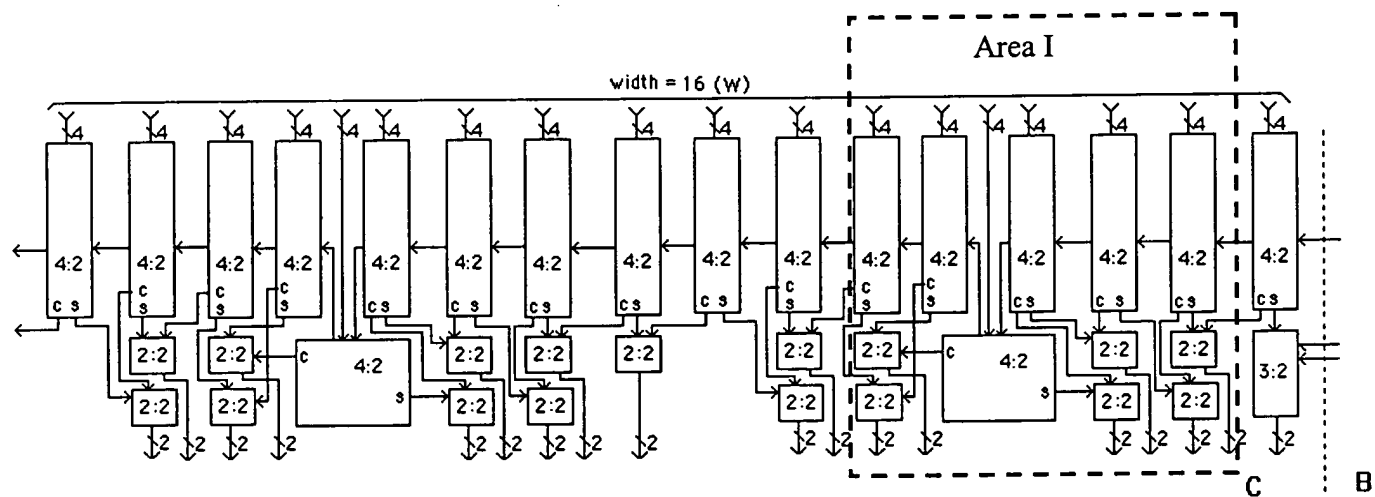 Area I
width = 16 (W)
4 4 4 4 4 4 4 4 4 4 4 4 4 4 4 4 4 4
4:2 4:2 4:2 4:2 4:2 4:2 4:2 4:2 4:2 4:2 4:2 4:2 4:2 4:2 4:2 4:2
C C C C C C
C S S S S C S C S C S C S C S S S S C S C S C S C S
2:2 2:2 C 4:2 2:2 2:2 2:2 2:2 2:2 C 4:2 2:2 2:2 3:2
2:2 2:2 S 2:2 2:2 2:2 2:2 S 2:2 2:2
2 2 2 2 2 2 2 2 2 2 2 2 2 2 2 2 2 2
C B